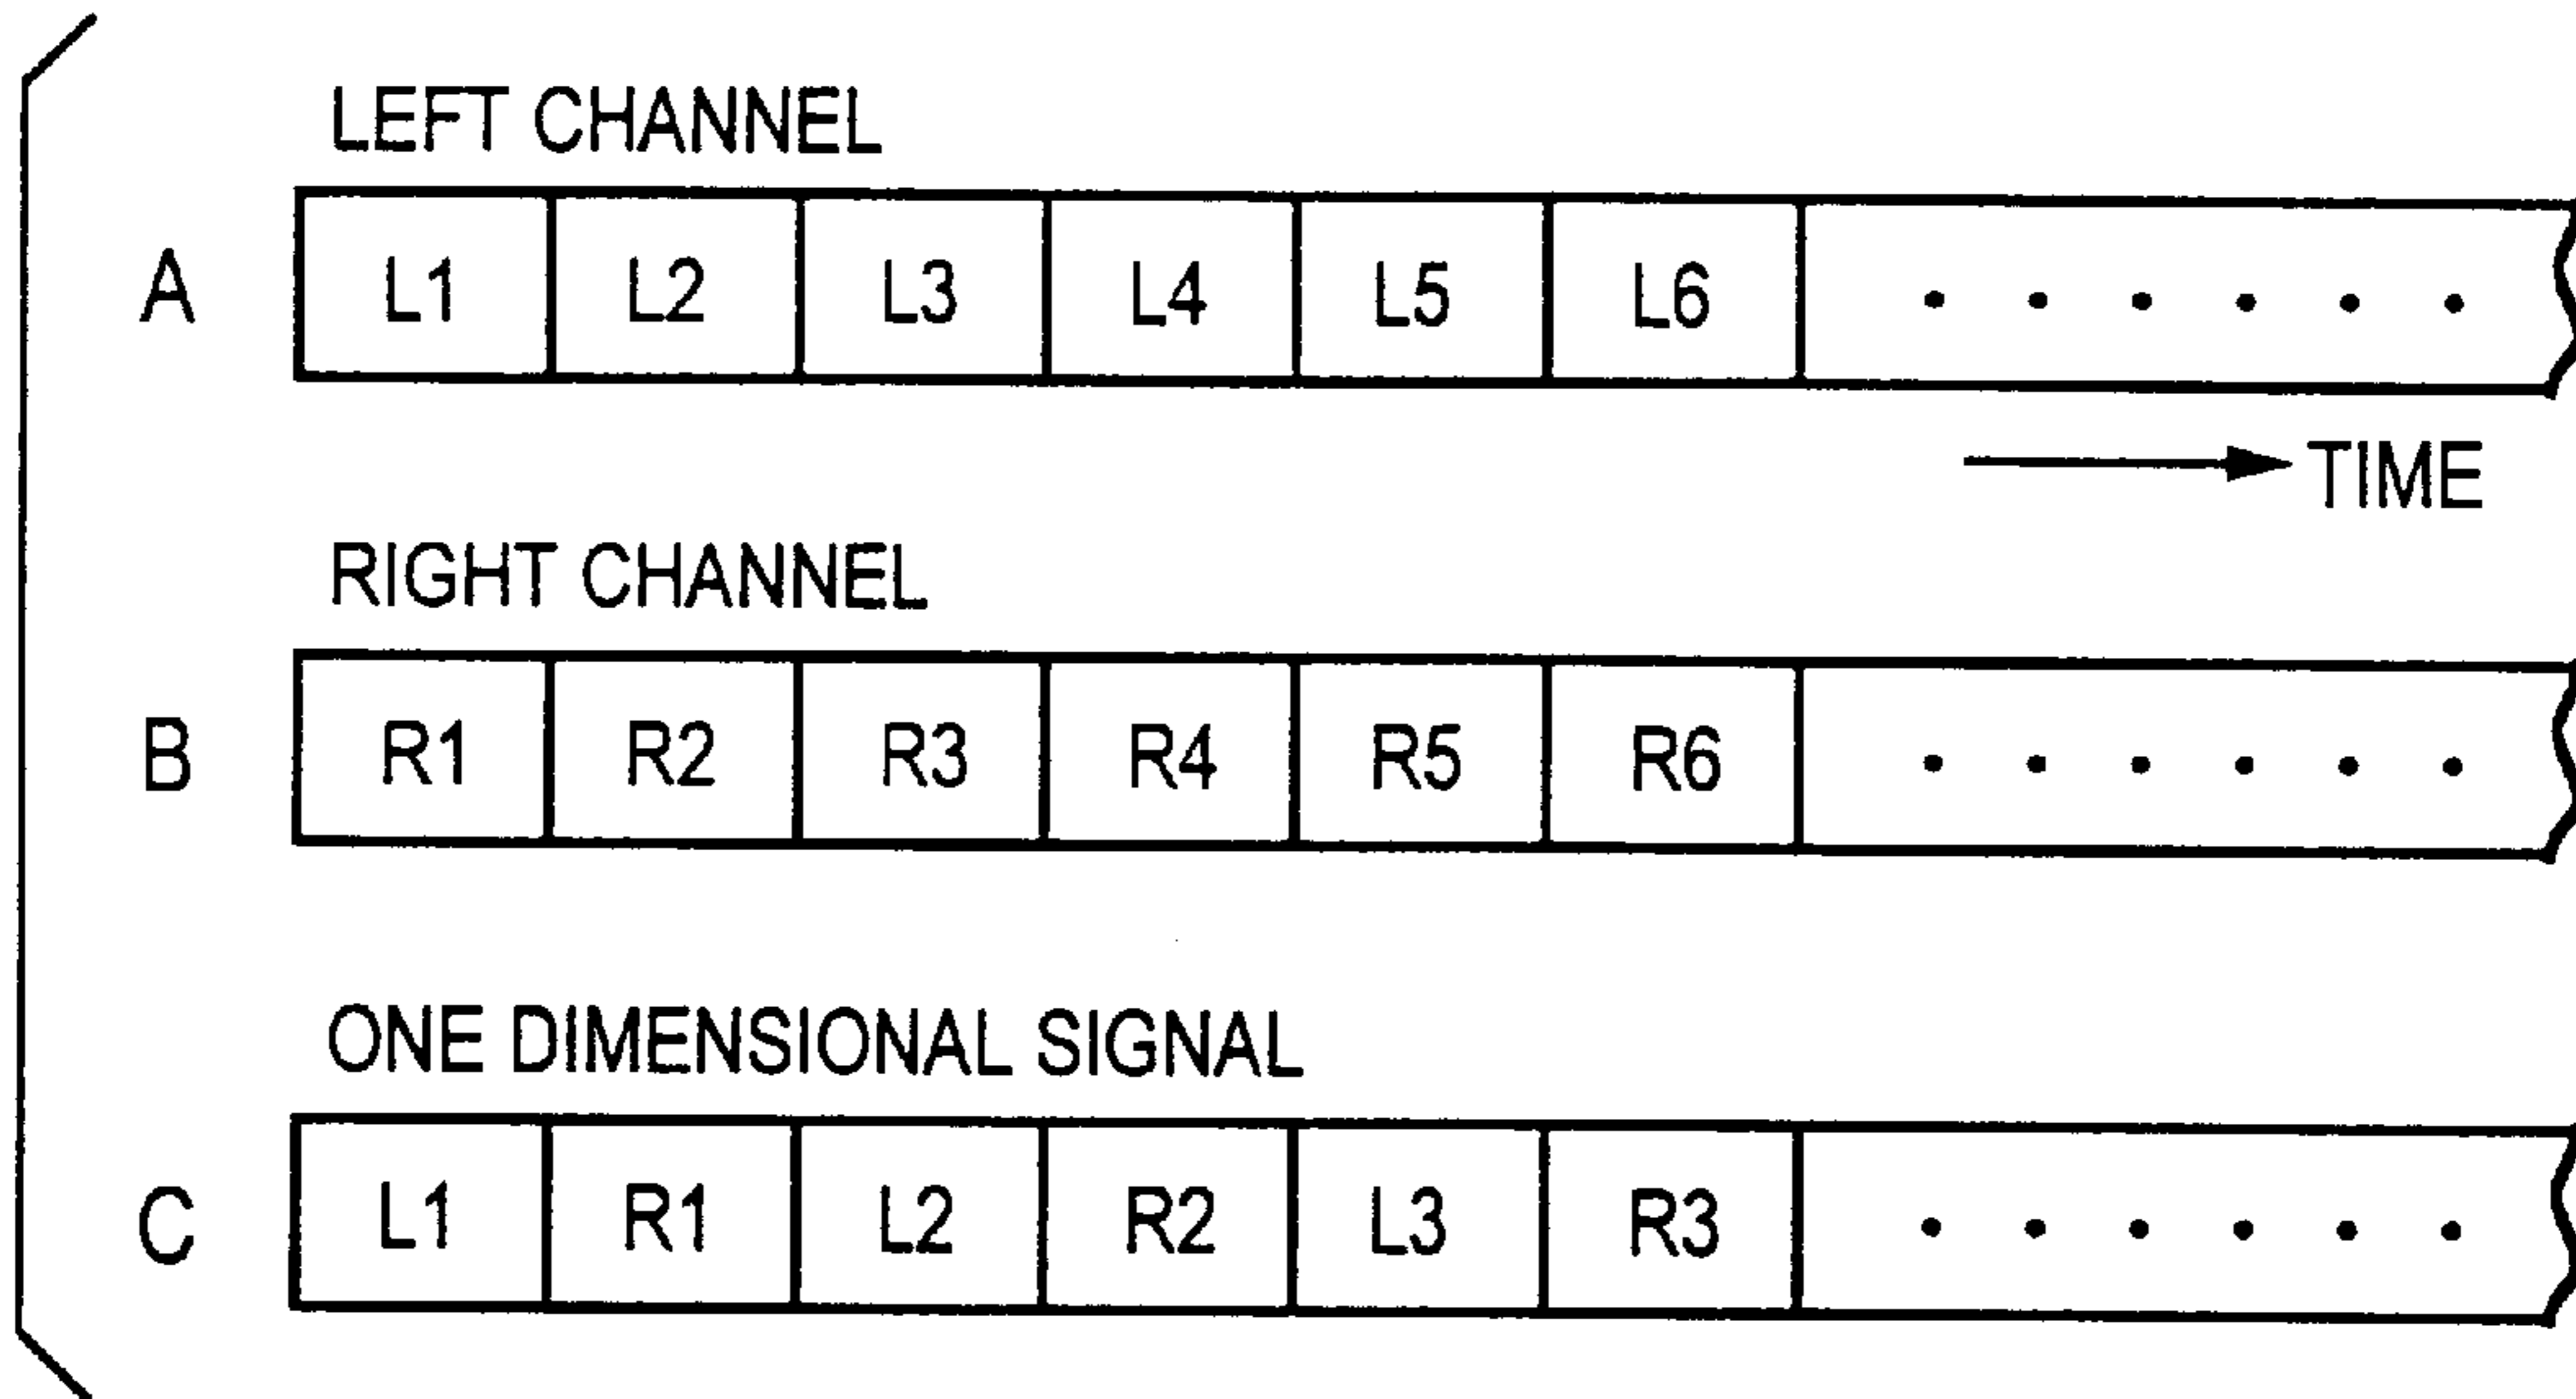 LEFT CHANNEL
A L1 L2 L3 L4 L5 L6 . . . . . .
TIME
RIGHT CHANNEL
B R1 R2 R3 R4 R5 R6 . . . . . .
ONE DIMENSIONAL SIGNAL
C L1 R1 L2 R2 L3 R3 . . . . . .